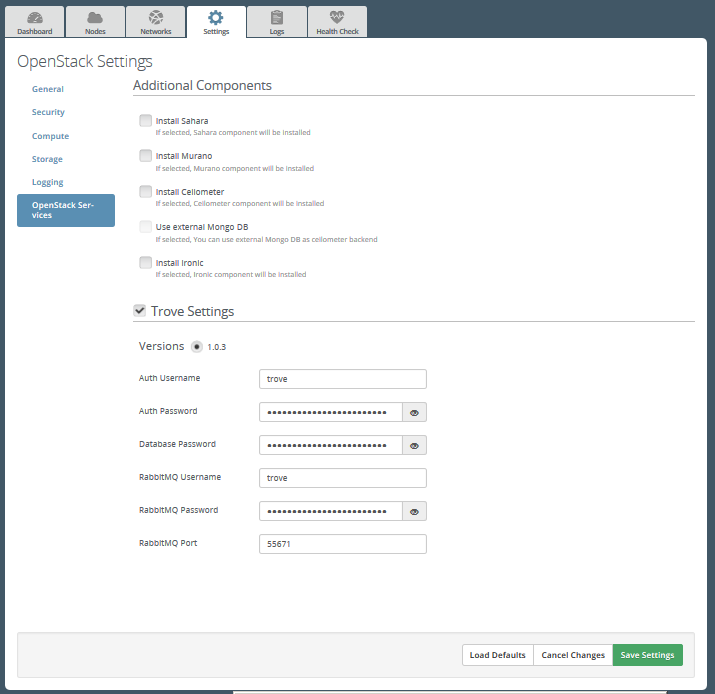 Dashboard
Nodes
Networks
Settings
Logs
Health Check
OpenStack Settings
General
Security
Compute
Storage
Logging
OpenStack Ser-
vices
Additional Components
Install Sahara
If selected, Sahara component will be installed
Install Murano
If selected, Murano component will be installed
Install Ceilometer
If selected, Ceilometer component will be installed
Use external Mongo DB
If selected, You can use external Mongo DB as ceilometer backend
Install Ironic
If selected, Ironic component will be installed
Trove Settings
Versions 1.0.3
Auth Username trove
Auth Password ••••••••••••••••••••••••
Database Password ••••••••••••••••••••••••
RabbitMQ Username trove
RabbitMQ Password ••••••••••••••••••••••••
RabbitMQ Port 55671
Load Defaults
Cancel Changes
Save Settings